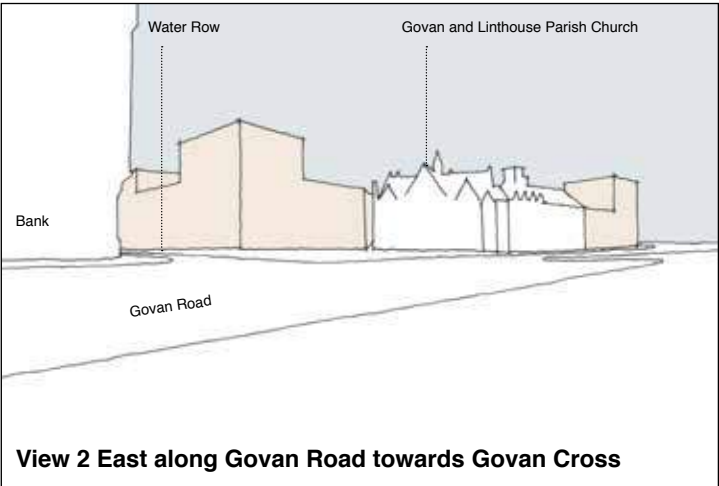 Water Row
Govan and Linthouse Parish Church
Bank
Govan Road
View 2 East along Govan Road towards Govan Cross